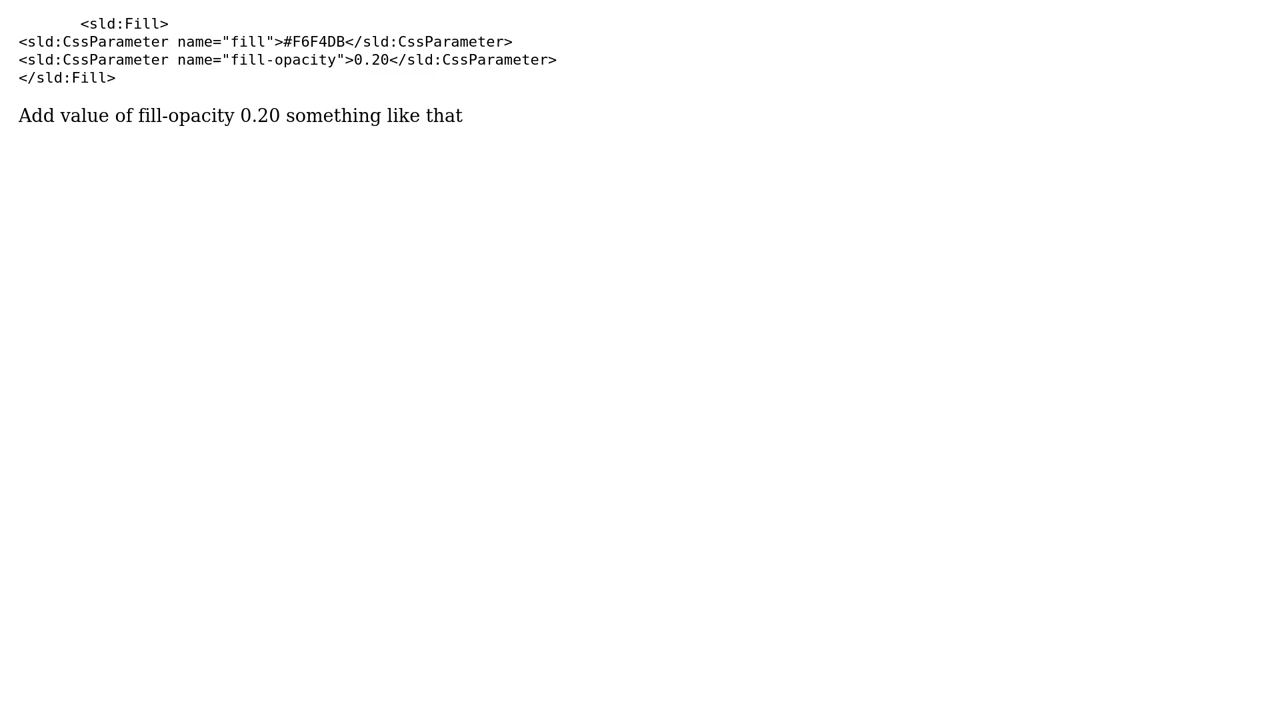 <sld:Fill>
<sld:CssParameter name="fill">#F6F4DB</sld:CssParameter>
<sld:CssParameter name="fill-opacity">0.20</sld:CssParameter>
</sld:Fill>
Add value of fill-opacity 0.20 something like that